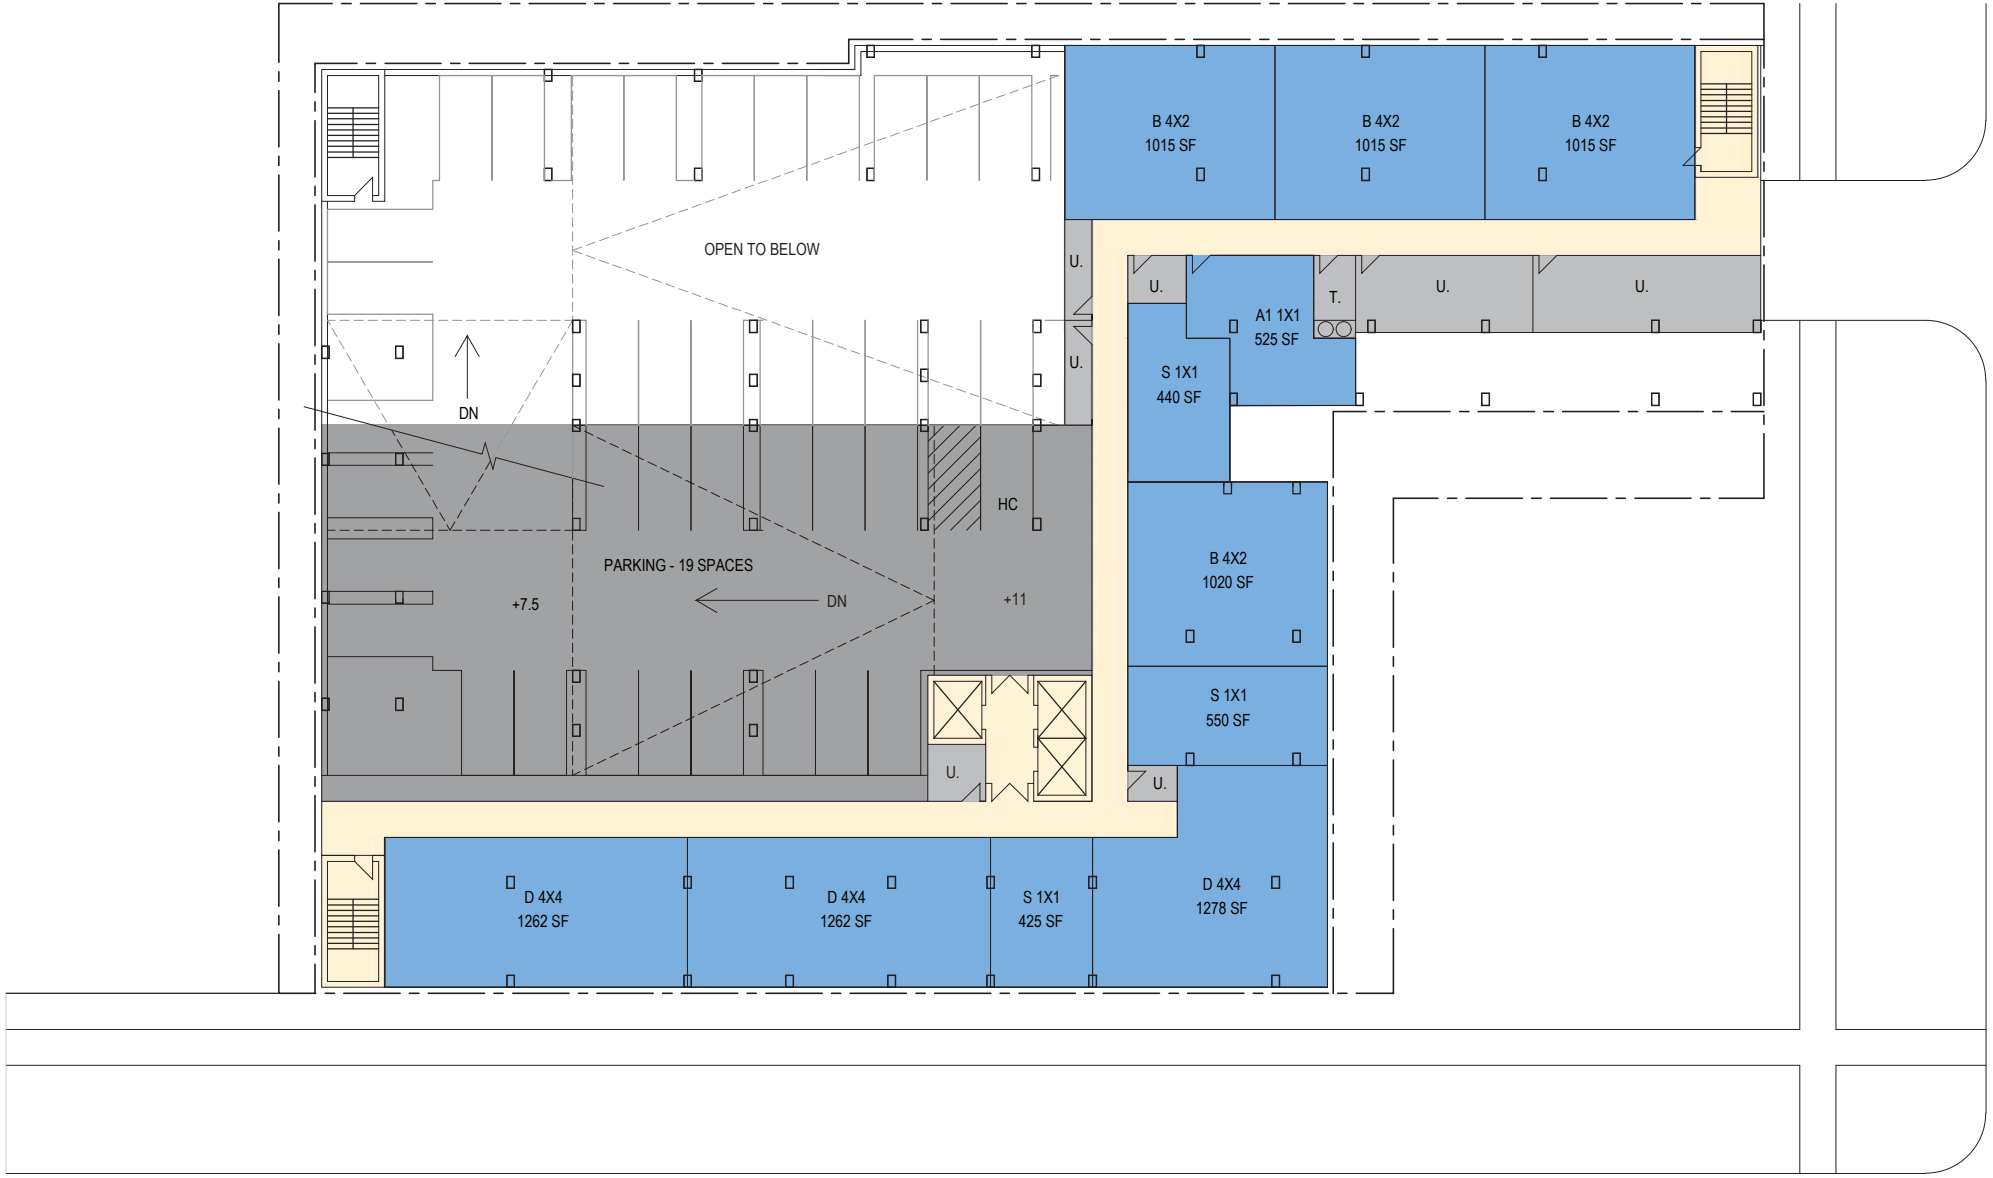 B 4X2
1015 SF
B 4X2
1015 SF
B 4X2
1015 SF
OPEN TO BELOW
U.
U.
A1 1X1
525 SF
T.
U.
U.
U.
S 1X1
440 SF
DN
HC
PARKING - 19 SPACES
B 4X2
1020 SF
+7.5
DN
+11
S 1X1
550 SF
U.
U.
D 4X4
1262 SF
D 4X4
1262 SF
S 1X1
425 SF
D 4X4
1278 SF